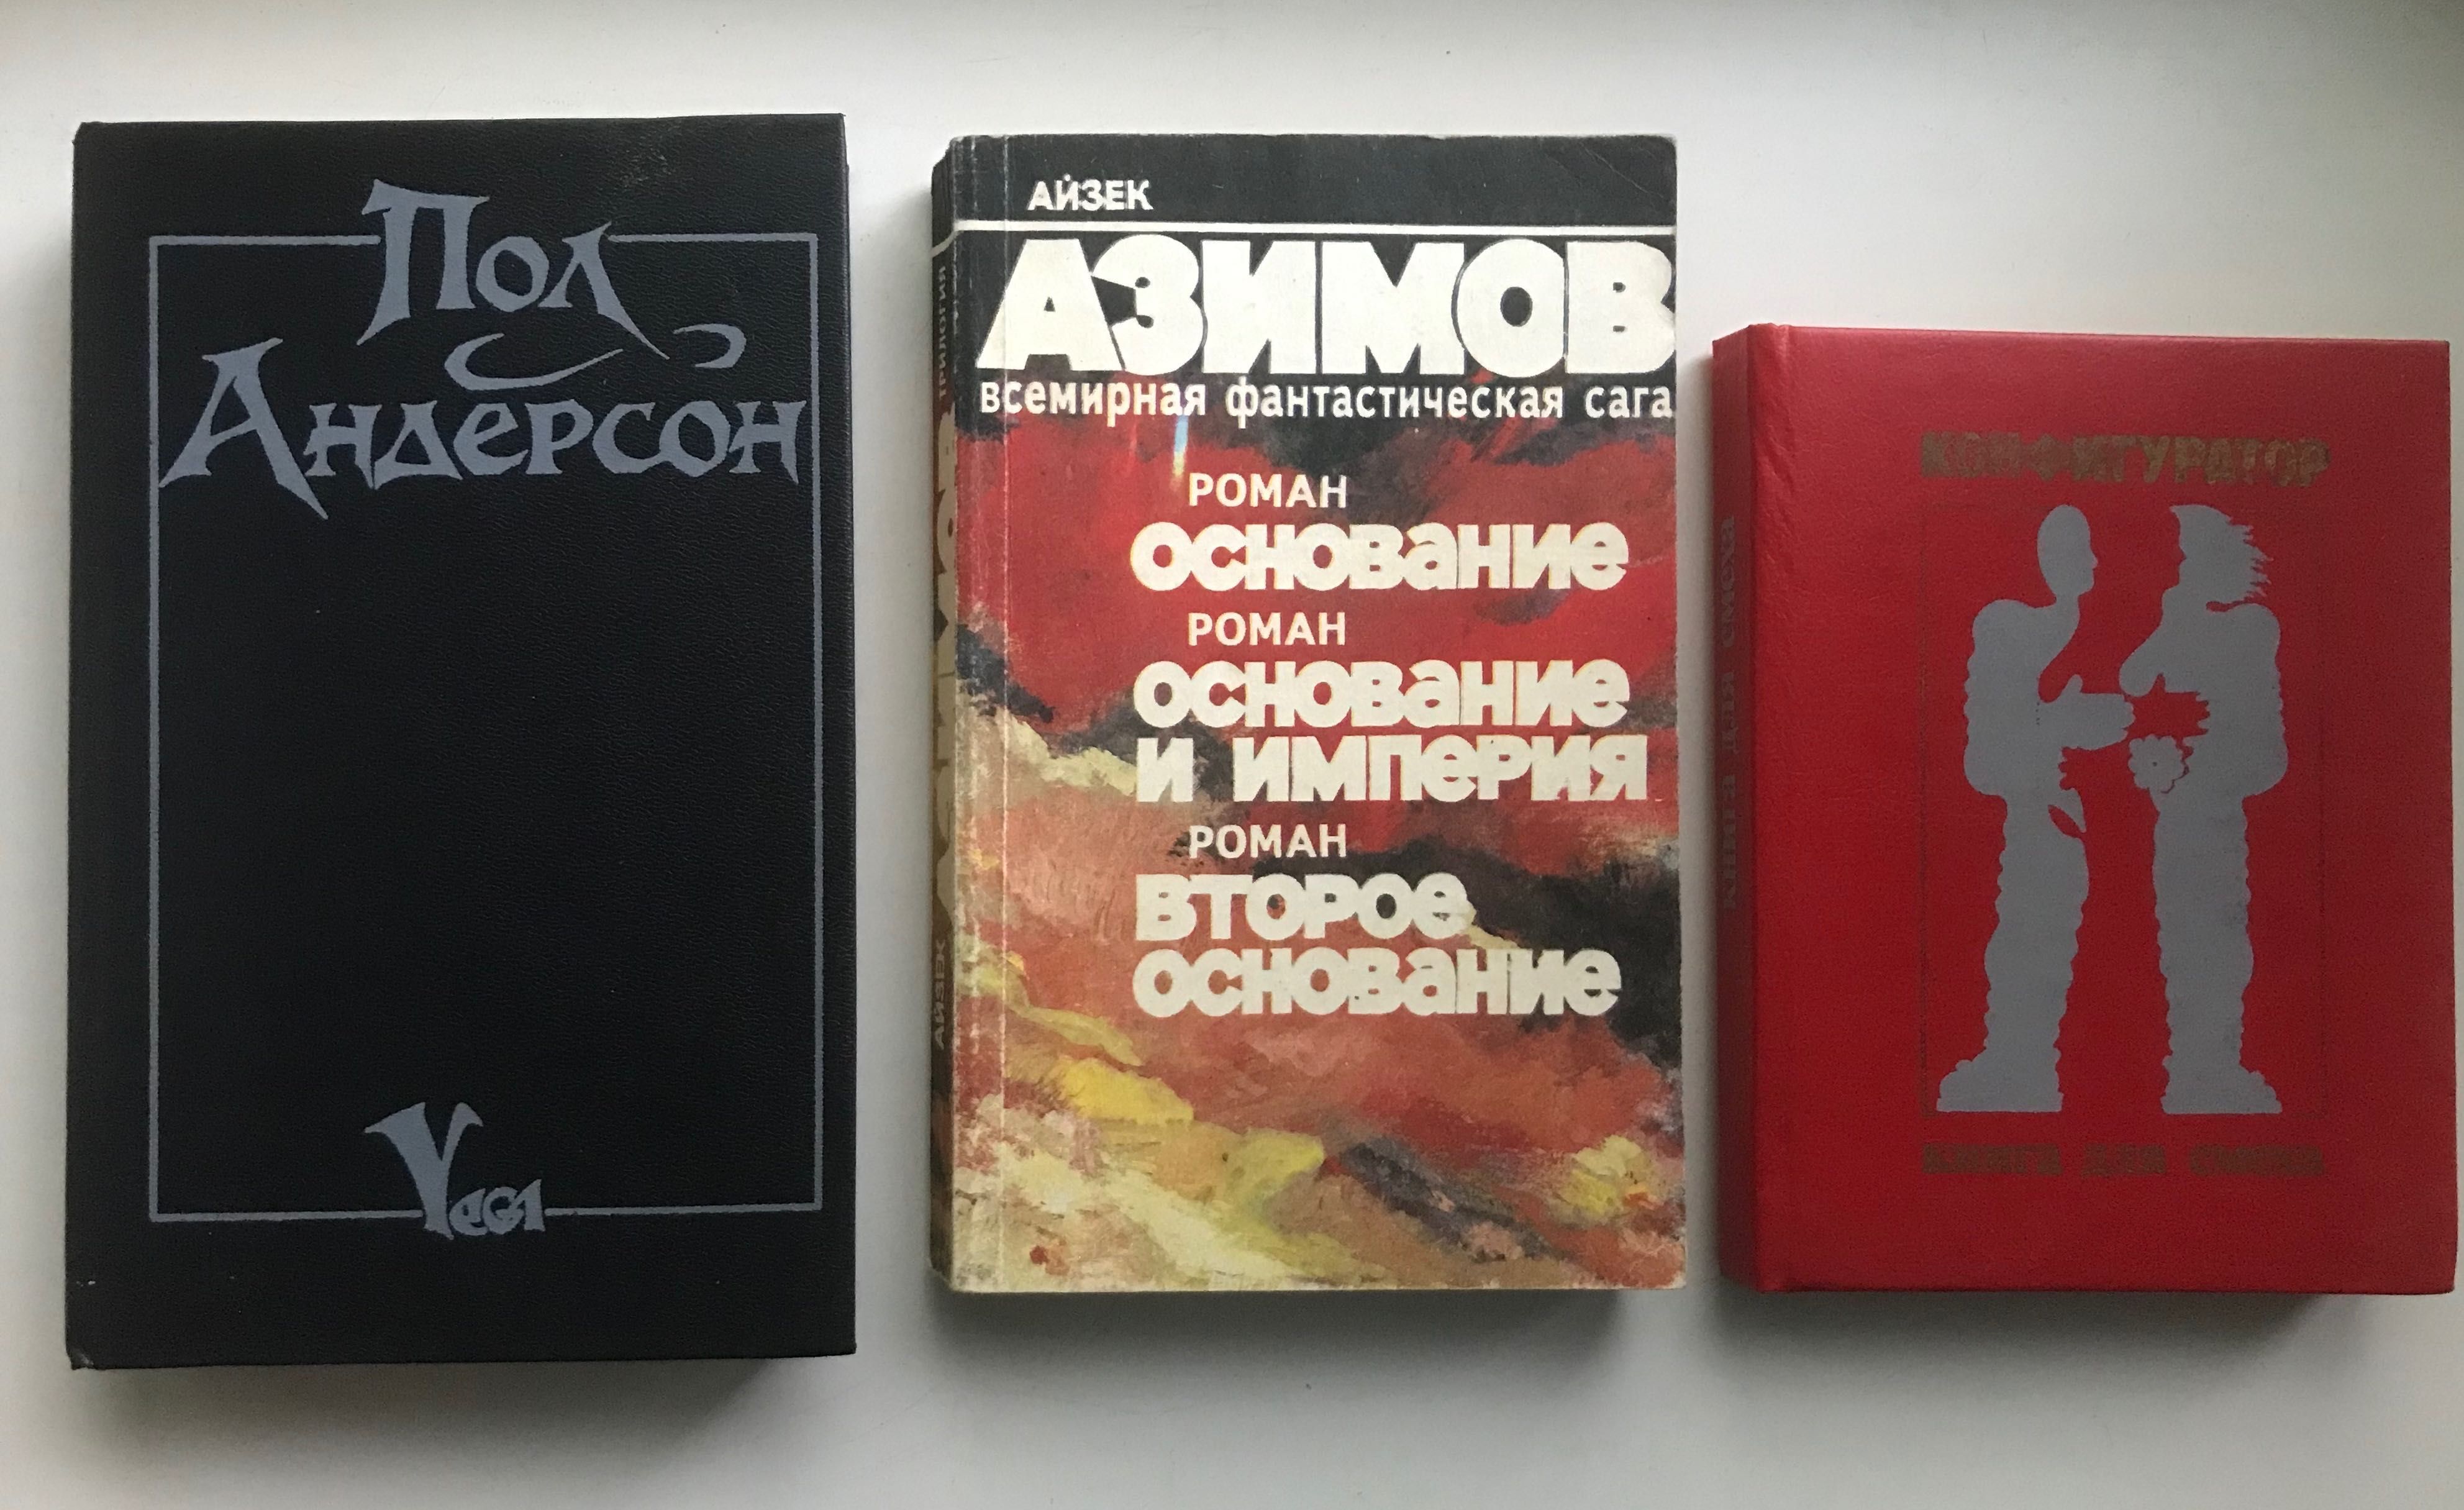 Пол
Андерсон
Vega
АЙЗЕК
АЗИМОВ
всемирная фантастическая сага
РОМАН
ОСНОВАНИЕ
РОМАН
ОСНОВАНИЕ
И ИМПЕРИЯ
РОМАН
ВТОРОЕ
ОСНОВАНИЕ
АЙЗЕК АЗИМОВ ТРИЛОГИЯ
КОНФИГУРАТОР
КНИГА ДЛЯ СМЕХА
книга для смеха